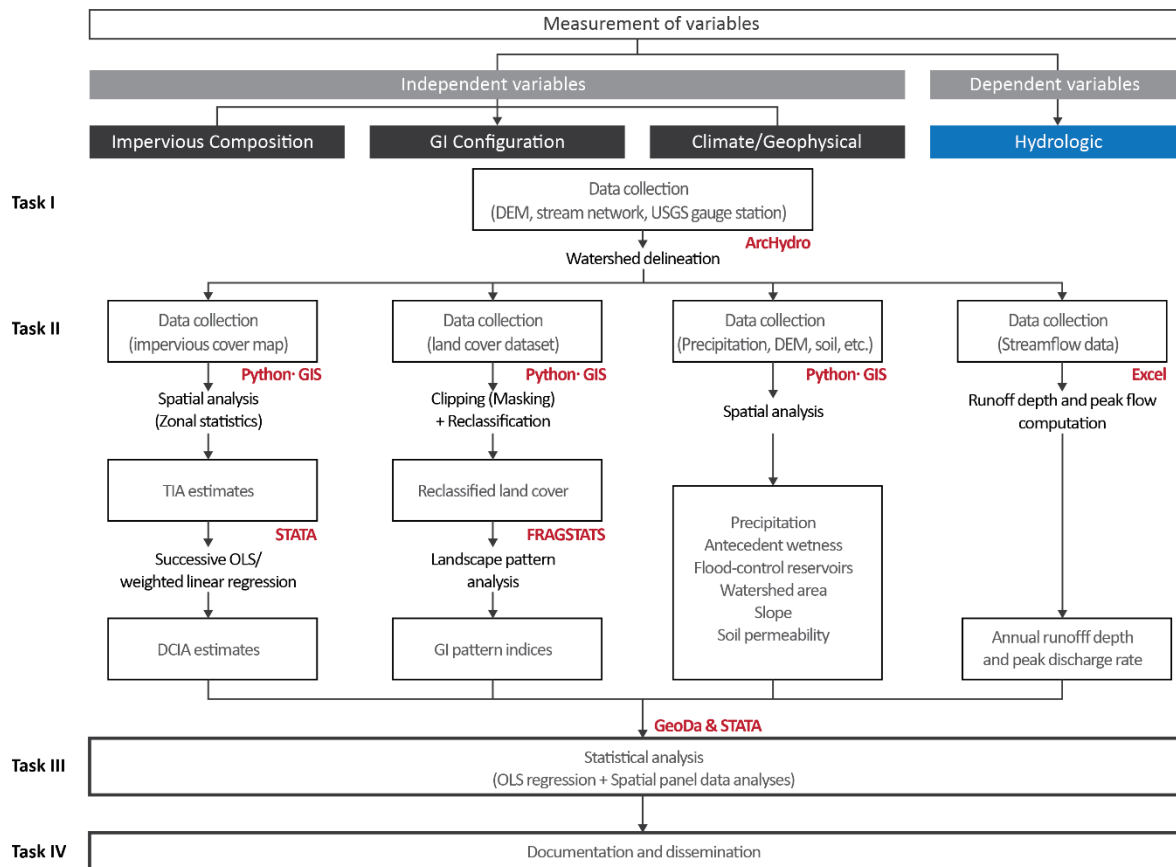 Measurement of variables
Independent variables
Dependent variables
Impervious Composition
GI Configuration
Climate/Geophysical
Hydrologic
Task I
Data collection
(DEM, stream network, USGS gauge station)
ArcHydro
Watershed delineation
Task II
Data collection
(impervious cover map)
Data collection
(land cover dataset)
Data collection
(Precipitation, DEM, soil, etc.)
Data collection
(Streamflow data)
Python· GIS
Python· GIS
Python· GIS
Excel
Spatial analysis
(Zonal statistics)
Clipping (Masking)
+ Reclassification
Spatial analysis
Runoff depth and peak flow
computation
TIA estimates
Reclassified land cover
Precipitation
Antecedent wetness
Flood-control reservoirs
Watershed area
Slope
Soil permeability
STATA
FRAGSTATS
Successive OLS/
weighted linear regression
Landscape pattern
analysis
DCIA estimates
GI pattern indices
Annual runofff depth
and peak discharge rate
GeoDa & STATA
Task III
Statistical analysis
(OLS regression + Spatial panel data analyses)
Task IV
Documentation and dissemination